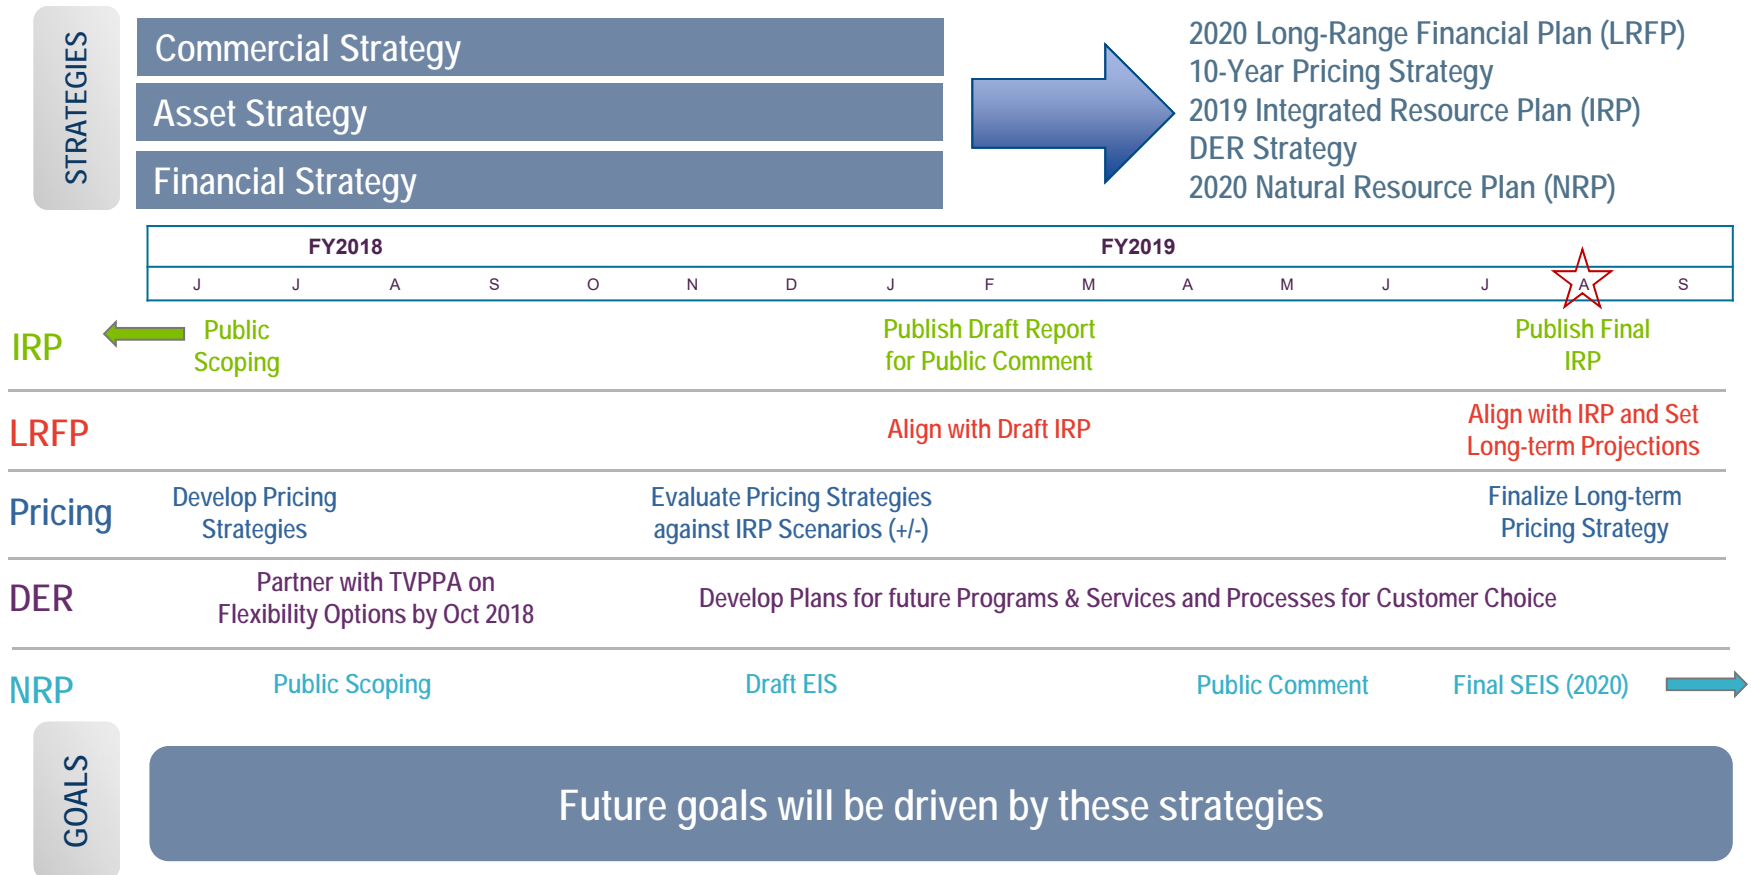 STRATEGIES
Commercial Strategy
Asset Strategy
Financial Strategy
2020 Long-Range Financial Plan (LRFP)
10-Year Pricing Strategy
2019 Integrated Resource Plan (IRP)
DER Strategy
2020 Natural Resource Plan (NRP)
FY2018 FY2019
J J A S O N D J F M A M J J A S
IRP
Public
Scoping
Publish Draft Report
for Public Comment
Publish Final
IRP
LRFP
Align with Draft IRP
Align with IRP and Set
Long-term Projections
Pricing
Develop Pricing
Strategies
Evaluate Pricing Strategies
against IRP Scenarios (+/-)
Finalize Long-term
Pricing Strategy
DER
Partner with TVPPA on
Flexibility Options by Oct 2018
Develop Plans for future Programs & Services and Processes for Customer Choice
NRP
Public Scoping
Draft EIS
Public Comment
Final SEIS (2020)
GOALS
Future goals will be driven by these strategies